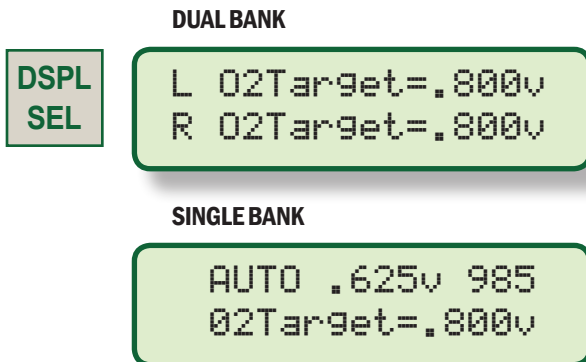 DUAL BANK
DSPL
SEL
L O2Target=.800v
R O2Target=.800v
SINGLE BANK
AUTO .625v 985
02Target=.800v